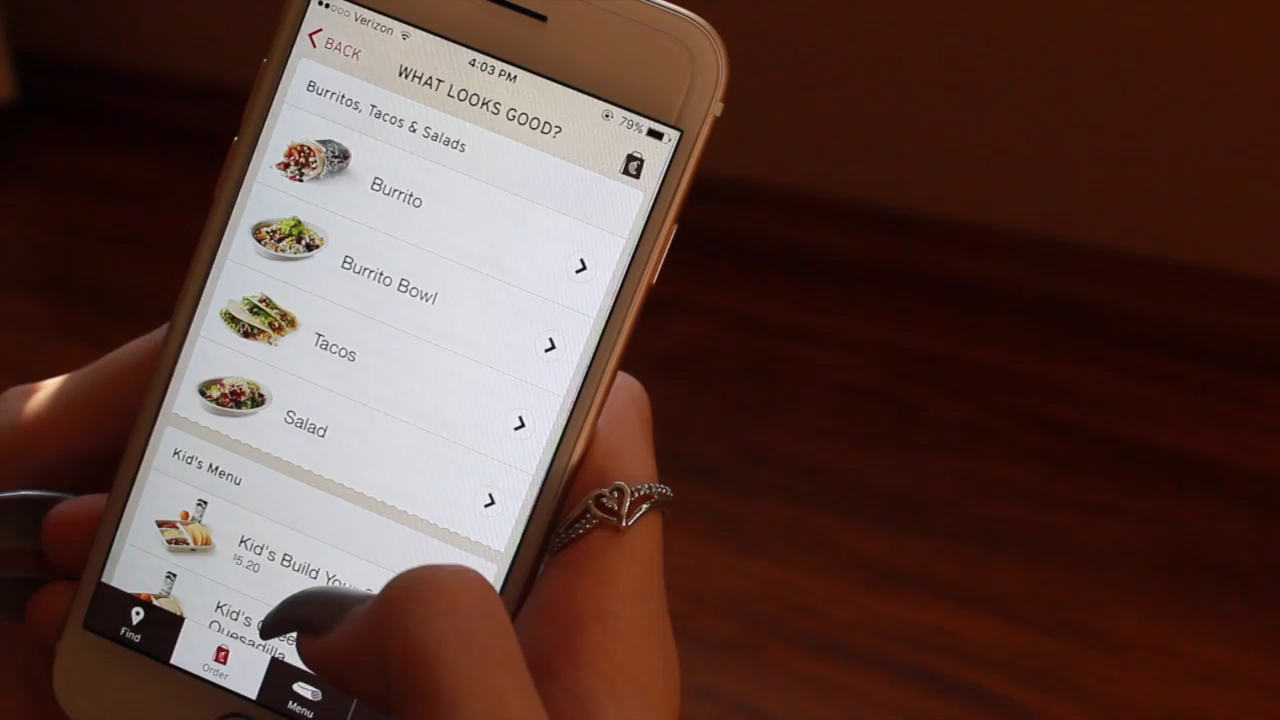 Verizon
4:03 PM
79%
BACK
WHAT LOOKS GOOD?
Burritos, Tacos & Salads
Burrito
Burrito Bowl
Tacos
Salad
Kid's Menu
Kid's Build
$5.20
Kid's
Quesadilla
Find
Order
Menu